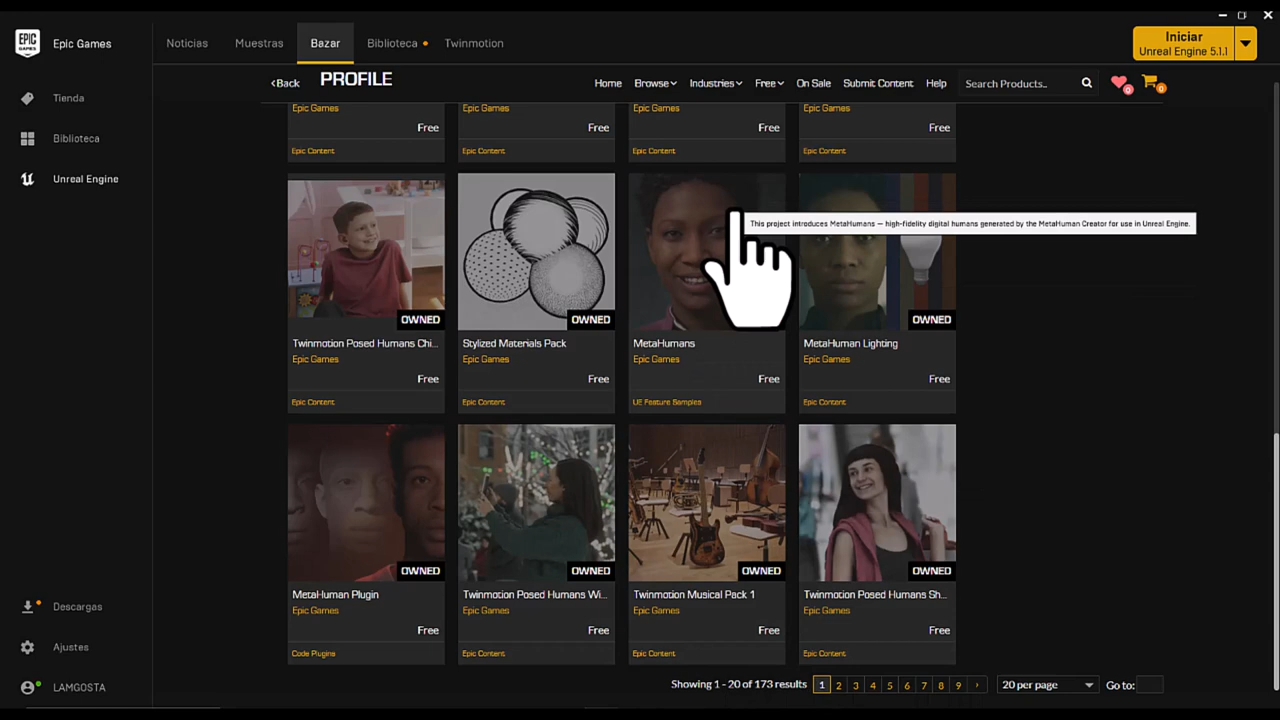 EPIC GAMES
Epic Games
Noticias
Muestras
Bazar
Biblioteca
Twinmotion
Iniciar
Unreal Engine 5.1.1
Back
PROFILE
Home
Browse
Industries
Free
On Sale
Submit Content
Help
Search Products...
0
0
Tienda
Biblioteca
Unreal Engine
Epic Games
Epic Games
Epic Games
Epic Games
Free
Free
Free
Free
Epic Content
Epic Content
Epic Content
Epic Content
This project introduces MetaHumans — high-fidelity digital humans generated by the MetaHuman Creator for use in Unreal Engine.
OWNED
OWNED
OWNED
Twinmotion Posed Humans Chi...
Stylized Materials Pack
MetaHumans
MetaHuman Lighting
Epic Games
Epic Games
Epic Games
Epic Games
Free
Free
Free
Free
Epic Content
Epic Content
UE Feature Samples
Epic Content
OWNED
OWNED
OWNED
OWNED
MetaHuman Plugin
Twinmotion Posed Humans Wi...
Twinmotion Musical Pack 1
Twinmotion Posed Humans Sh...
Epic Games
Epic Games
Epic Games
Epic Games
Free
Free
Free
Free
Code Plugins
Epic Content
Epic Content
Epic Content
Descargas
Ajustes
LAMGOSTA
Showing 1 - 20 of 173 results
1 2 3 4 5 6 7 8 9 ›
20 per page
Go to: